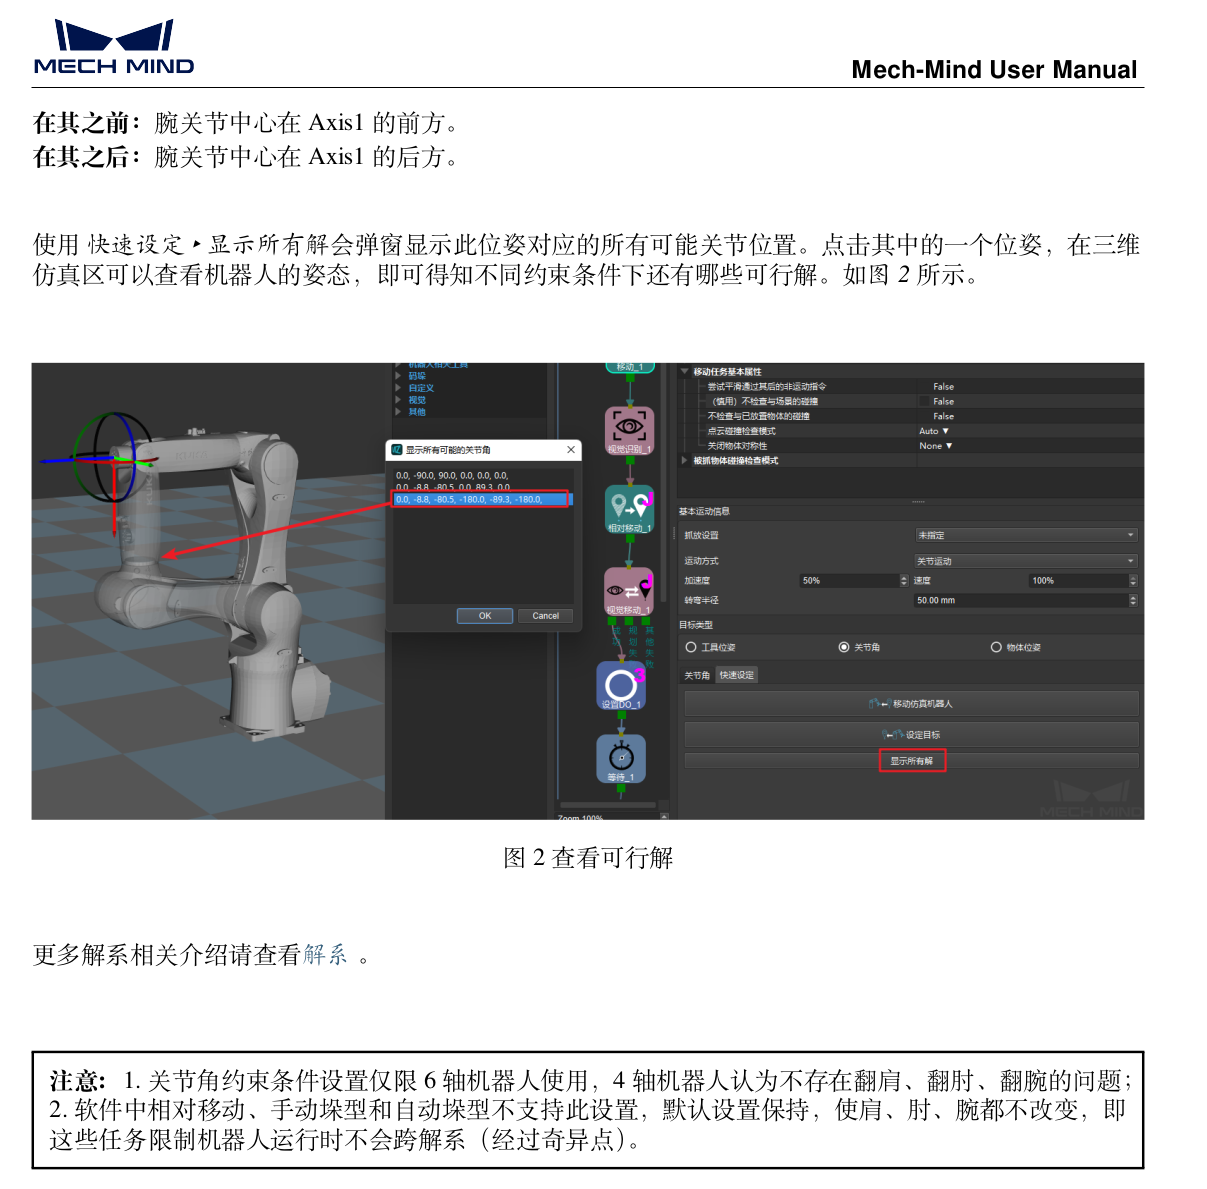 MECH MIND
Mech-Mind User Manual
在其之前：腕关节中心在 Axis1 的前方。
在其之后：腕关节中心在 Axis1 的后方。
使用 快速设定 ‣ 显示所有解会弹窗显示此位姿对应的所有可能关节位置。点击其中的一个位姿，在三维
仿真区可以查看机器人的姿态，即可得知不同约束条件下还有哪些可行解。如图 2 所示。
机器人相关工具
码垛
自定义
视觉
其他
显示所有可能的关节角
0.0, -90.0, 90.0, 0.0, 0.0, 0.0,
0.0, -8.8, -80.5, 0.0, 89.3, 0.0,
0.0, -8.8, -80.5, -180.0, -89.3, -180.0,
OK
Cancel
移动_1
视觉识别_1
J
相对移动_1
J
视觉移动_1
成功
规划失败
其他失败
3
设置DO_1
等待_1
Zoom 100%
移动任务基本属性
尝试平滑通过其后的非运动指令 False
（慎用）不检查与场景的碰撞 False
不检查与已放置物体的碰撞 False
点云碰撞检查模式 Auto ▼
关闭物体对称性 None ▼
被抓物体碰撞检查模式
基本运动信息
抓放设置 未指定
运动方式 关节运动
加速度 50% 速度 100%
转弯半径 50.00 mm
目标类型
工具位姿 关节角 物体位姿
关节角 快速设定
移动仿真机器人
设定目标
显示所有解
MECH MIND
图 2 查看可行解
更多解系相关介绍请查看解系 。
注意：1. 关节角约束条件设置仅限 6 轴机器人使用，4 轴机器人认为不存在翻肩、翻肘、翻腕的问题；
2. 软件中相对移动、手动垛型和自动垛型不支持此设置，默认设置保持，使肩、肘、腕都不改变，即
这些任务限制机器人运行时不会跨解系（经过奇异点）。